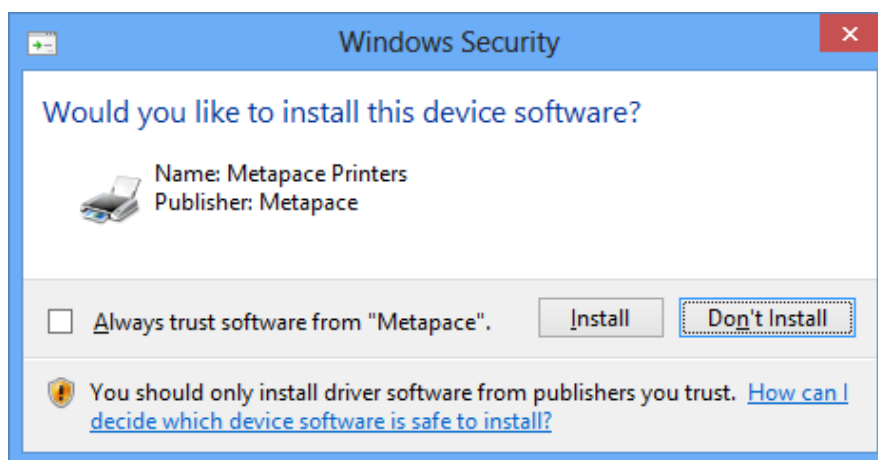 Windows Security
Would you like to install this device software?
Name: Metapace Printers
Publisher: Metapace
Always trust software from "Metapace".
Install
Don't Install
You should only install driver software from publishers you trust. How can I
decide which device software is safe to install?